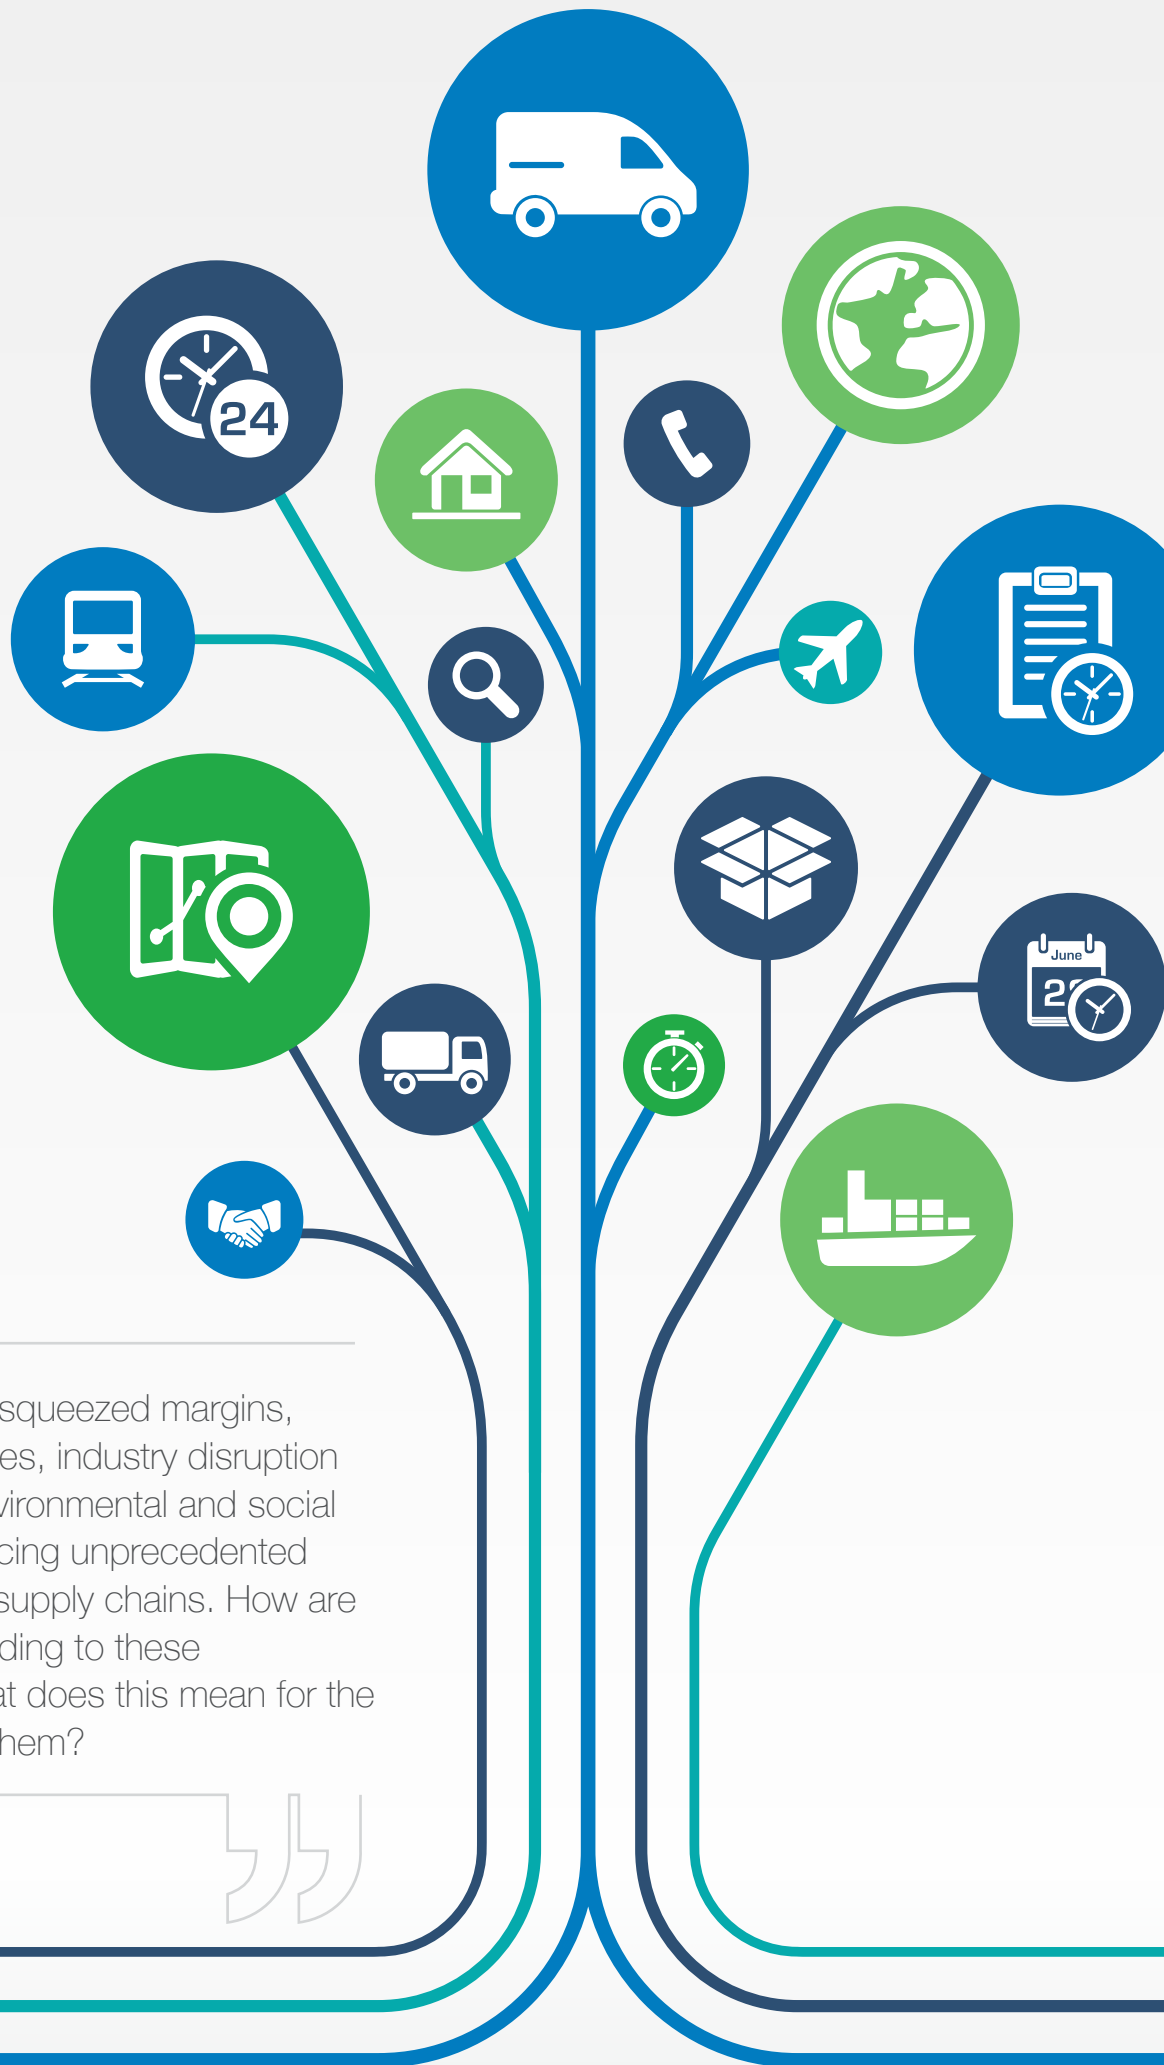 24
June
squeezed margins,
es, industry disruption
vironmental and social
cing unprecedented
supply chains. How are
ding to these
at does this mean for the
hem?